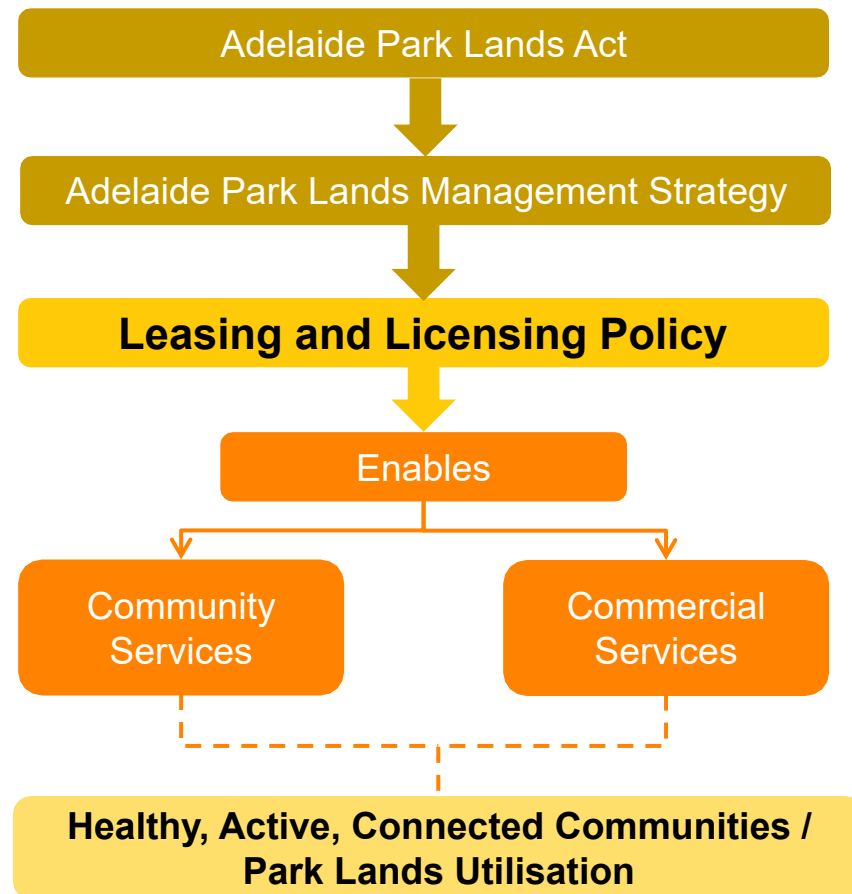 Adelaide Park Lands Act
Adelaide Park Lands Management Strategy
Leasing and Licensing Policy
Enables
Community
Services
Commercial
Services
Healthy, Active, Connected Communities /
Park Lands Utilisation